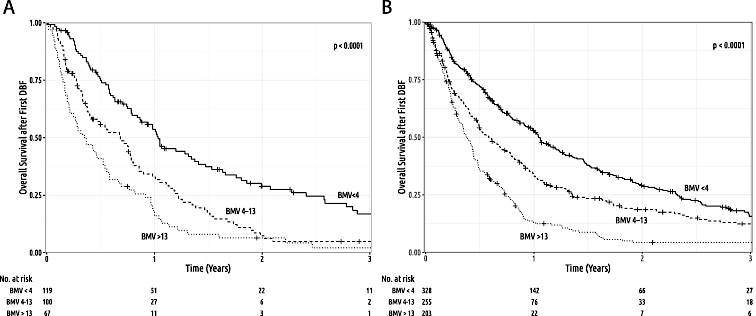 A
Overall Survival after First DBF
1.00
0.75
0.50
0.25
0.00
p < 0.0001
BMV<4
BMV 4–13
BMV >13
0 1 2 3
Time (Years)
No. at risk
BMV < 4 119 51 22 11
BMV 4-13 100 27 6 2
BMV > 13 67 11 3 1
B
Overall Survival after First DBF
1.00
0.75
0.50
0.25
0.00
p < 0.0001
BMV <4
BMV 4–13
BMV >13
0 1 2 3
Time (Years)
No. at risk
BMV < 4 328 142 66 27
BMV 4-13 255 76 33 18
BMV > 13 203 22 7 6